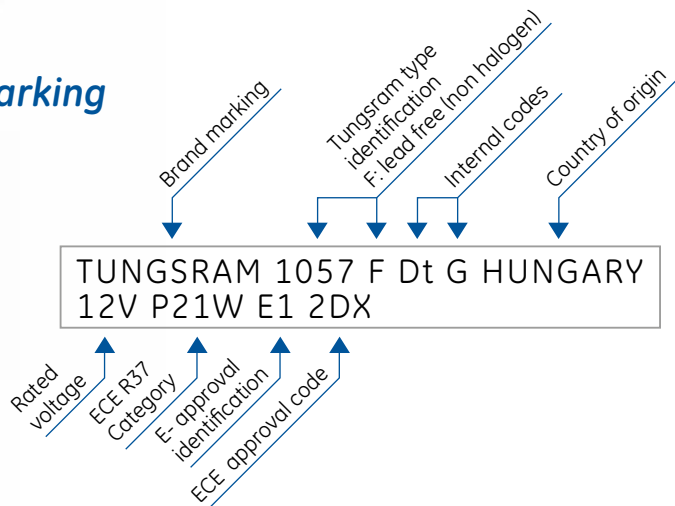 arking
Brand marking
Tungsram type
identification
F: lead free (non halogen)
Internal codes
Country of origin
TUNGSRAM 1057 F Dt G HUNGARY
12V P21W E1 2DX
Rated
voltage
ECE R37
Category
E- approval
identification
ECE approval code